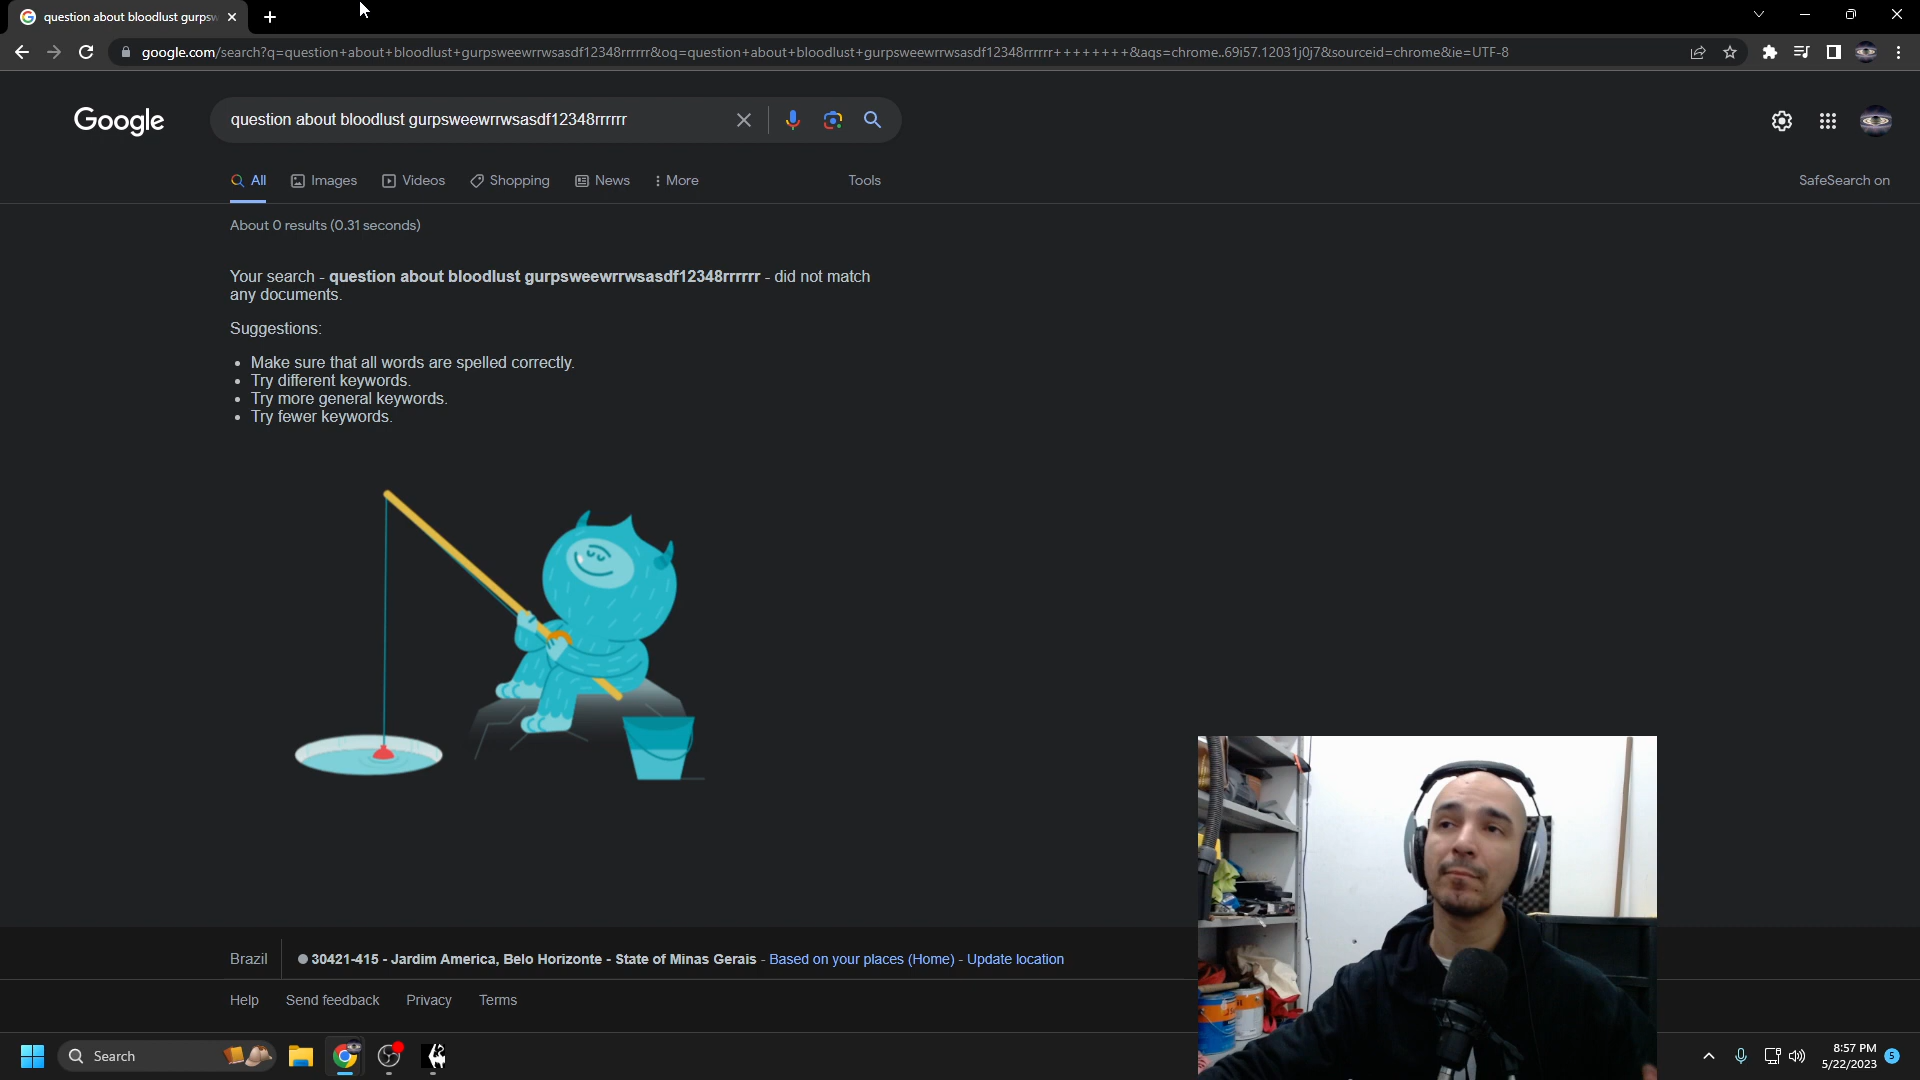 question about bloodlust gurpsw
google.com/search?q=question+about+bloodlust+gurpsweewrrwsasdf12348rrrrrr&oq=question+about+bloodlust+gurpsweewrrwsasdf12348rrrrrr++++++++&aqs=chrome..69i57.12031j0j7&sourceid=chrome&ie=UTF-8
Google
question about bloodlust gurpsweewrrwsasdf12348rrrrrr
All
Images
Videos
Shopping
News
More
Tools
SafeSearch on
About 0 results (0.31 seconds)
Your search - question about bloodlust gurpsweewrrwsasdf12348rrrrrr - did not match
any documents.
Suggestions:
Make sure that all words are spelled correctly.
Try different keywords.
Try more general keywords.
Try fewer keywords.
Brazil
30421-415 - Jardim America, Belo Horizonte - State of Minas Gerais - Based on your places (Home) - Update location
Help
Send feedback
Privacy
Terms
Search
8:57 PM
5/22/2023
5